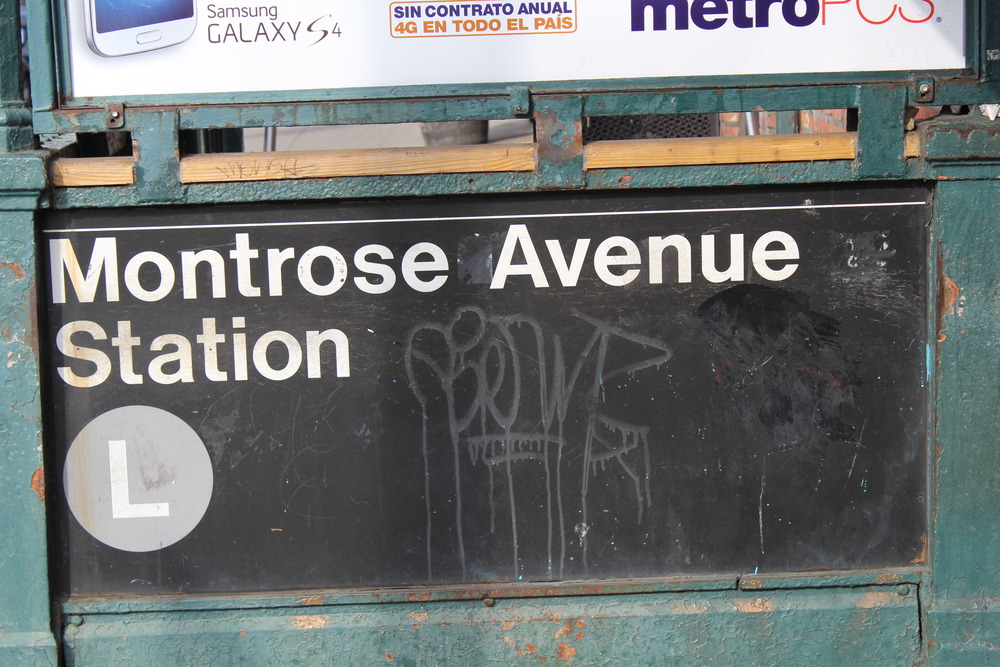 Samsung
GALAXY S4
SIN CONTRATO ANUAL
4G EN TODO EL PAÍS
metroPCS.
Montrose Avenue
Station
L